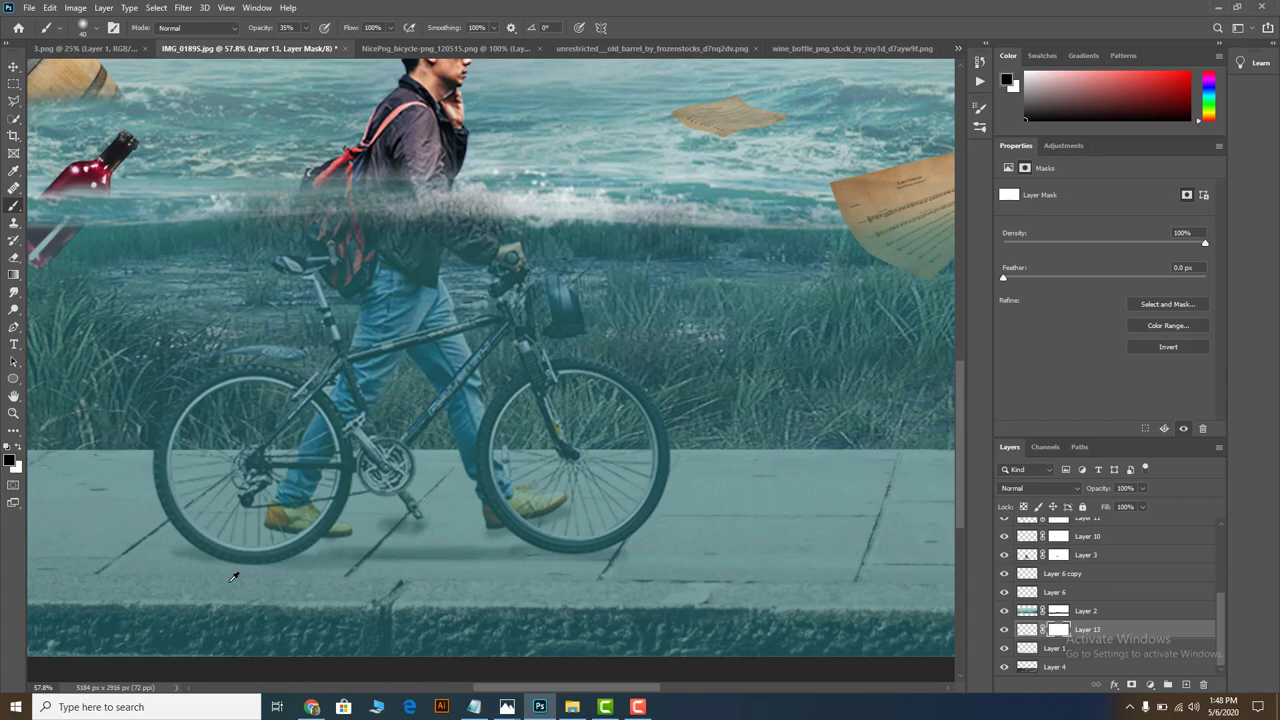 File Edit Image Layer Type Select Filter 3D View Window Help
40 Mode: Normal Opacity: 35% Flow: 100% Smoothing: 100% 0°
3.png @ 25% (Layer 1, RGB/... × IMG_0189S.jpg @ 57.8% (Layer 13, Layer Mask/8) * × NicePng_bicycle-png_120515.png @ 100% (Lay... × unrestricted__old_barrel_by_frozenstocks_d7nq2dv.png × wine_bottle_png_stock_by_roy3d_d7ayw9f.png
Color Swatches Gradients Patterns
Learn
Properties Adjustments
Masks
Layer Mask
Density: 100%
Feather: 0.0 px
Refine: Select and Mask...
Color Range...
Invert
Layers Channels Paths
Kind
Normal Opacity: 100%
Lock: Fill: 100%
Layer 11
Layer 10
Layer 3
Layer 6 copy
Layer 6
Layer 2
Layer 13
Activate Windows
Layer 1
Go to Settings to activate Windows.
Layer 4
57.8% 5184 px x 2916 px (72 ppi)
Type here to search
1:48 PM
5/6/2020